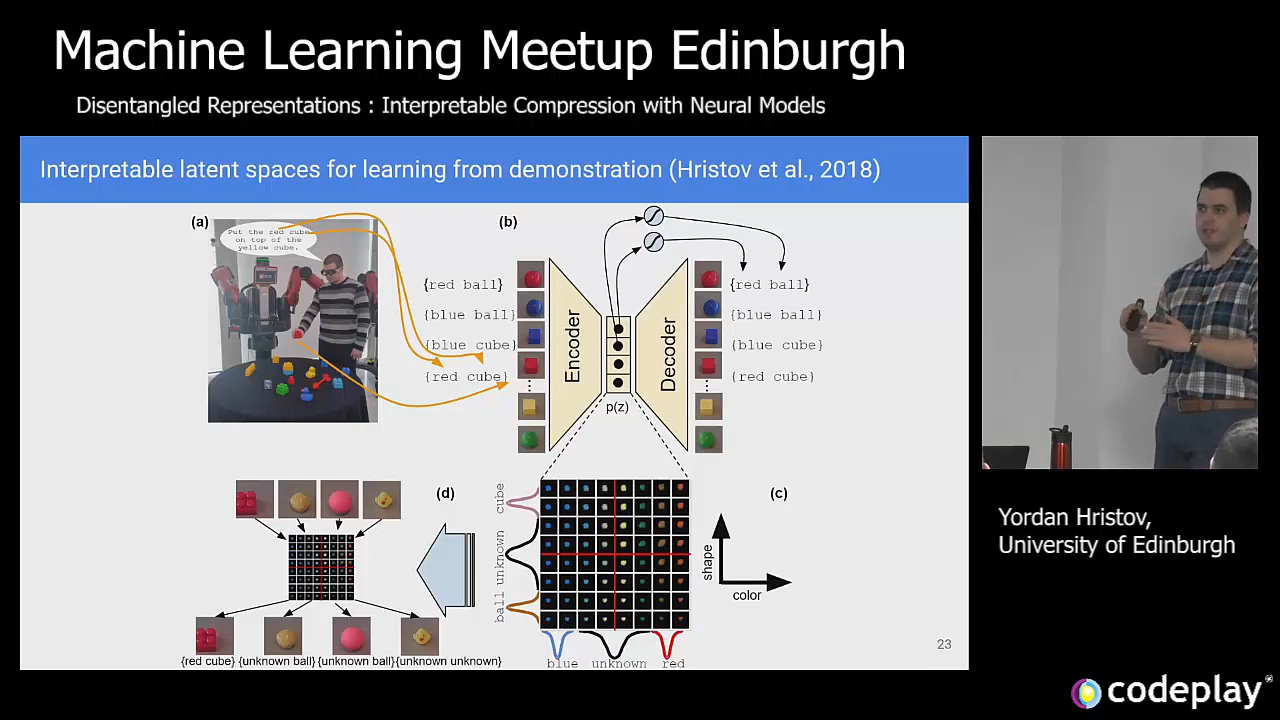 Machine Learning Meetup Edinburgh
Disentangled Representations : Interpretable Compression with Neural Models
Interpretable latent spaces for learning from demonstration (Hristov et al., 2018)
(a)
Put the red cube
on top of the
yellow cube.
(b)
{red ball}
{blue ball}
{blue cube}
{red cube}
Encoder
Decoder
p(z)
{red ball}
{blue ball}
{blue cube}
{red cube}
(d)
(c)
cube
unknown
ball
shape
color
blue
unknown
red
{red cube}
{unknown ball}
{unknown ball}
{unknown unknown}
23
Yordan Hristov,
University of Edinburgh
codeplay